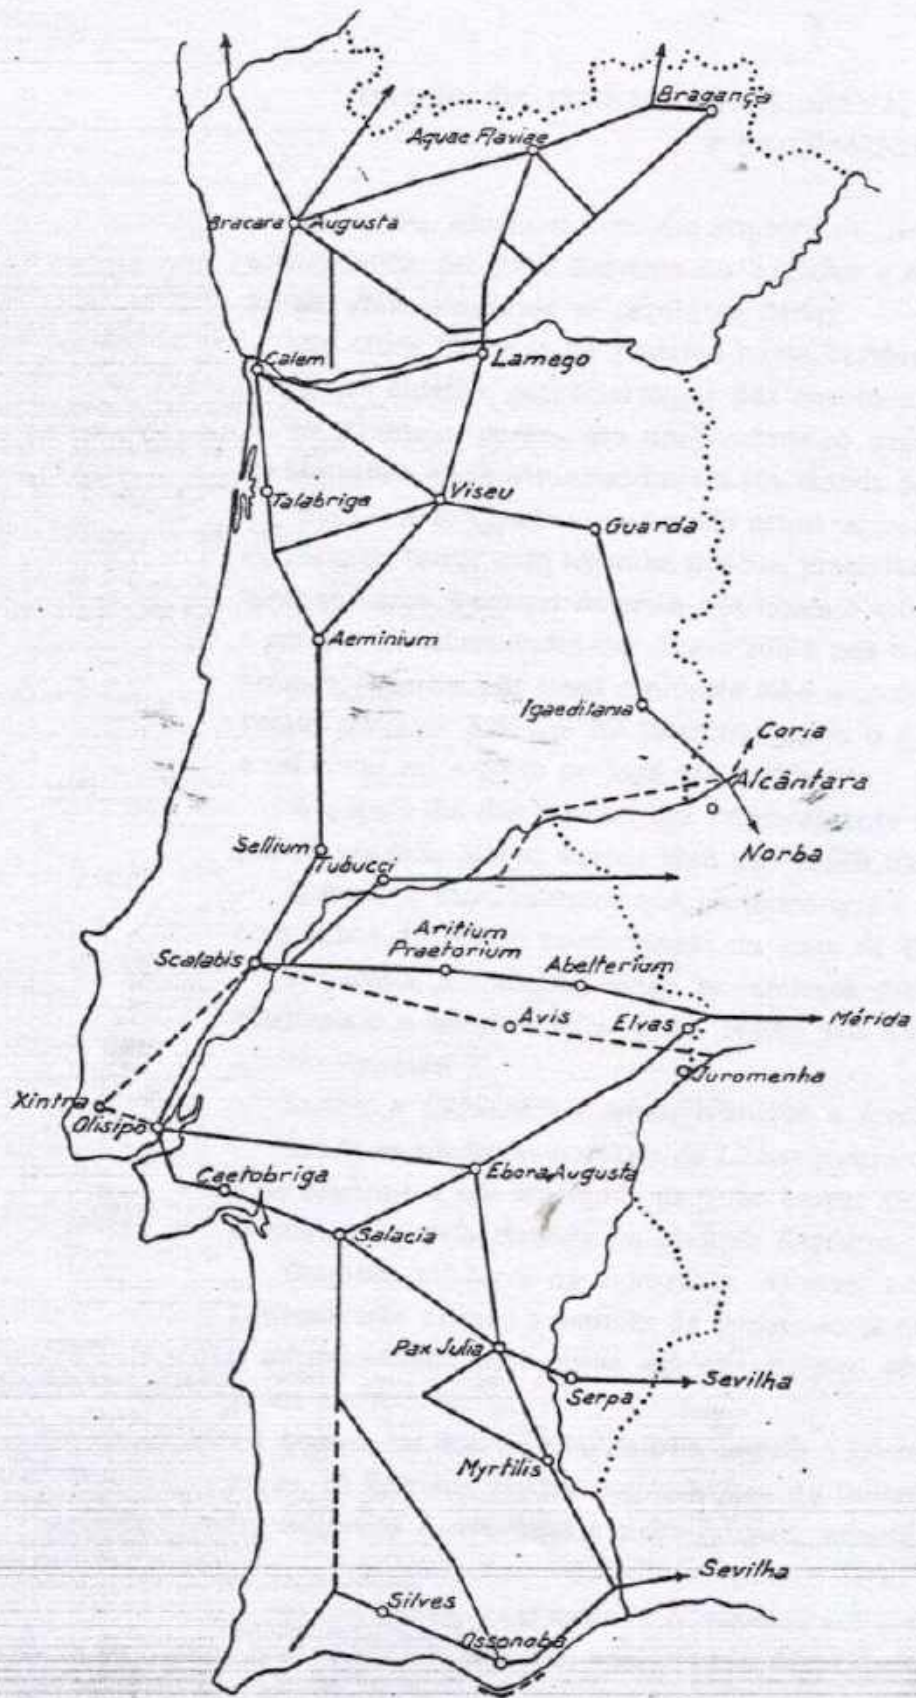 Bragança
Aquae Flaviae
Bracara Augusta
Calem
Lamego
Talabriga
Viseu
Guarda
Aeminium
Igaeditania
Coria
Alcântara
Norba
Sellium
Tubucci
Aritium
Praetorium
Scalabis
Abelterium
Avis
Elvas
Mérida
Juromenha
Xintra
Olisipo
Caetobriga
Ebora Augusta
Salacia
Pax Julia
Serpa
Sevilha
Myrtilis
Sevilha
Silves
Ossonoba